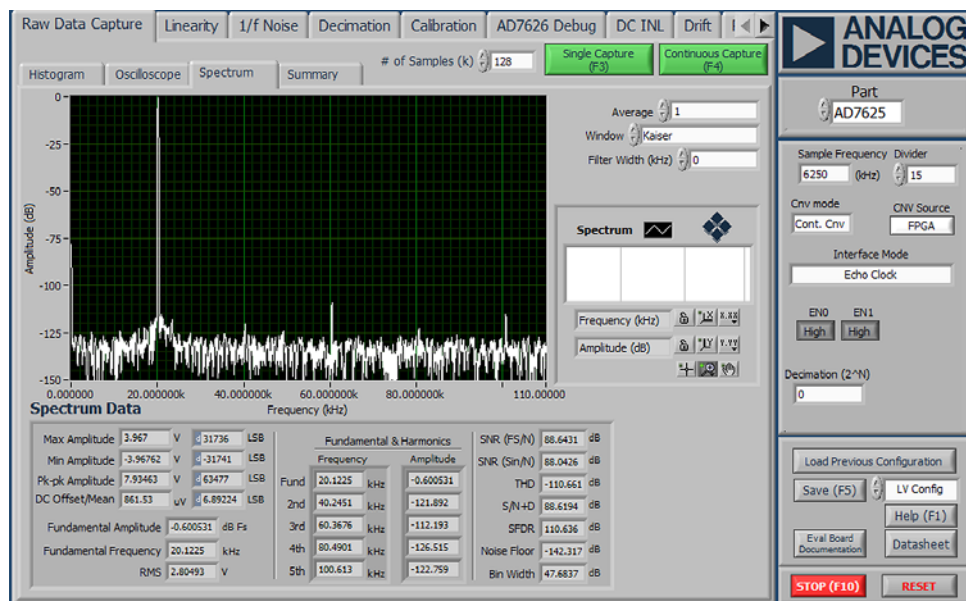 Raw Data Capture Linearity 1/f Noise Decimation Calibration AD7626 Debug DC INL Drift
ANALOG
DEVICES
Histogram Oscilloscope Spectrum Summary
# of Samples (k) 128
Single Capture
(F3)
Continuous Capture
(F4)
Average 1
Window Kaiser
Filter Width (kHz) 0
Amplitude (dB)
0
-25
-50
-75
-100
-125
-150
0.000000 20.000000k 40.000000k 60.000000k 80.000000k 110.00000
Frequency (kHz)
Spectrum
Frequency (kHz) X.XX
Amplitude (dB) Y.YY
Part
AD7625
Sample Frequency Divider
6250 (kHz) 15
Cnv mode CNV Source
Cont. Cnv FPGA
Interface Mode
Echo Clock
EN0 EN1
High High
Decimation (2^N)
0
Spectrum Data
Max Amplitude 3.967 V d 31736 LSB
Min Amplitude -3.96762 V d -31741 LSB
Pk-pk Amplitude 7.93463 V d 63477 LSB
DC Offset/Mean 861.53 uV d 6.89224 LSB
Fundamental Amplitude -0.600531 dB Fs
Fundamental Frequency 20.1225 kHz
RMS 2.80493 V
Fundamental & Harmonics
Frequency Amplitude
Fund 20.1225 kHz -0.600531
2nd 40.2451 kHz -121.892
3rd 60.3676 kHz -112.193
4th 80.4901 kHz -126.515
5th 100.613 kHz -122.759
SNR (FS/N) 88.6431 dB
SNR (Sin/N) 88.0426 dB
THD -110.661 dB
S/N+D 88.6194 dB
SFDR 110.636 dB
Noise Floor -142.317 dB
Bin Width 47.6837 dB
Load Previous Configuration
Save (F5) LV Config
Help (F1)
Eval Board
Documentation
Datasheet
STOP (F10) RESET